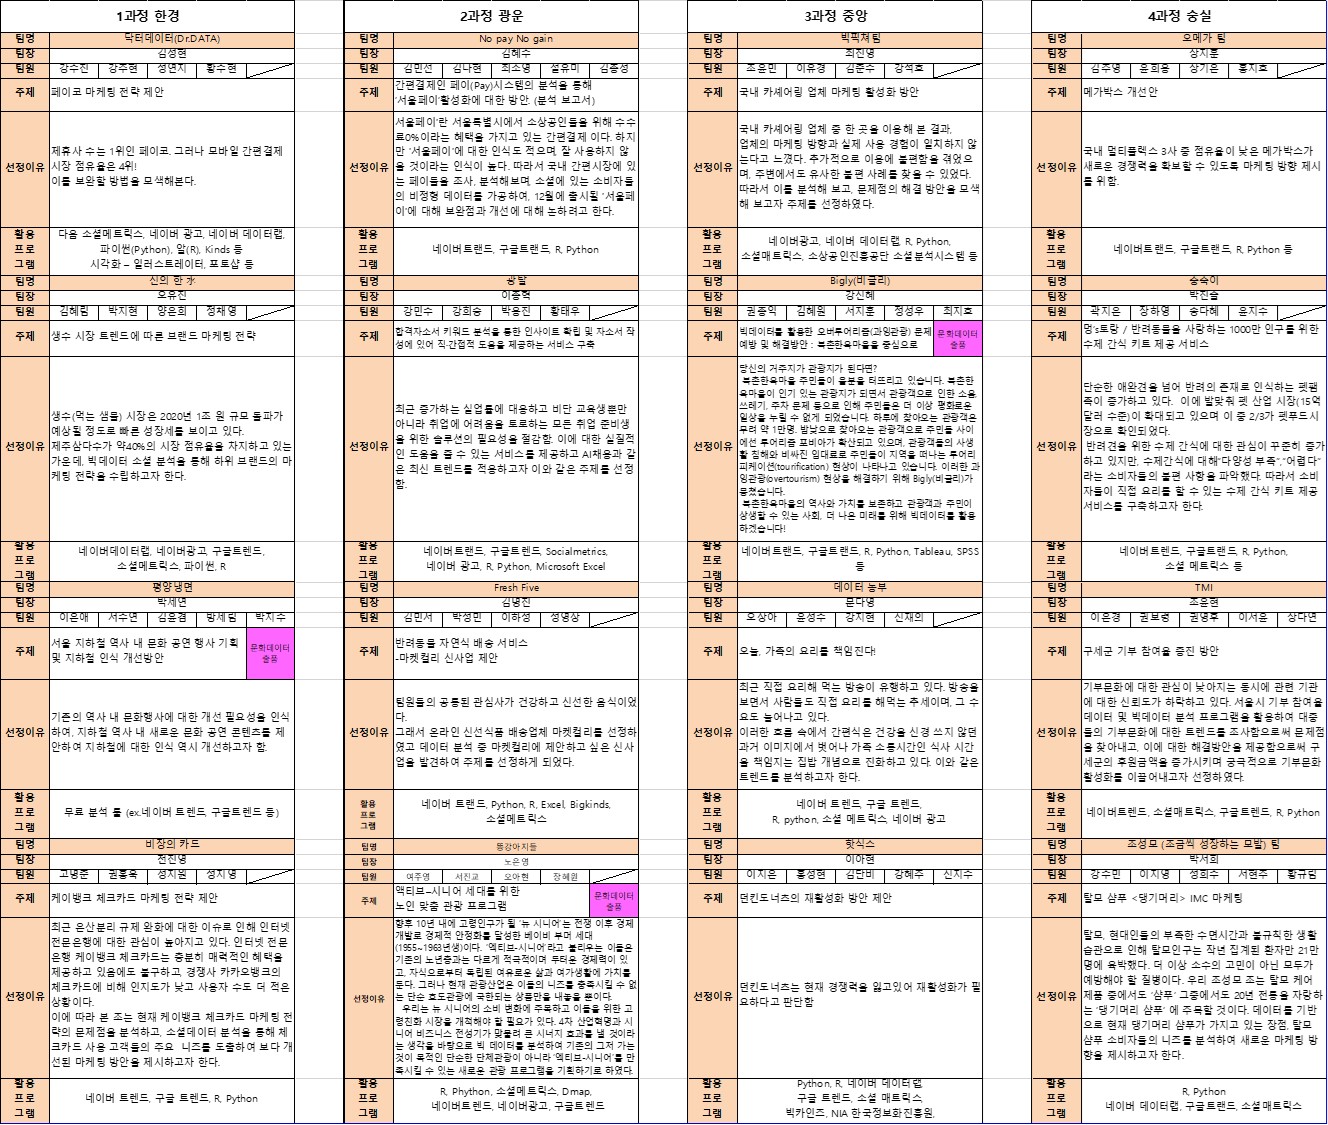 1과정 한경
팀명 닥터데이터(Dr.DATA)
팀장 김성현
팀원 강수진 강주현 성연지 황수현
주제 페이코 마케팅 전략 제안
선정이유
제휴사 수는 1위인 페이코. 그러나 모바일 간편결제
시장 점유율은 4위!
이를 보완할 방법을 모색해본다.
활용
프로
그램
다음 소셜메트릭스, 네이버 광고, 네이버 데이터랩,
파이썬(Python), 알(R), Kinds 등
시각화 – 일러스트레이터, 포토샵 등
팀명 신의 한 水
팀장 오유진
팀원 김혜림 박지현 양은희 정채영
주제 생수 시장 트렌드에 따른 브랜드 마케팅 전략
선정이유
생수(먹는 샘물) 시장은 2020년 1조 원 규모 돌파가
예상될 정도로 빠른 성장세를 보이고 있다.
제주삼다수가 약40%의 시장 점유율을 차지하고 있는
가운데, 빅데이터 소셜 분석을 통해 하위 브랜드의 마
케팅 전략을 수립하고자 한다.
활용
프로
그램
네이버데이터랩, 네이버광고, 구글트렌드,
소셜메트릭스, 파이썬, R
팀명 평양냉면
팀장 박세연
팀원 이은애 서수연 김윤겸 방세림 박지수
주제
서울 지하철 역사 내 문화 공연 행사 기획
및 지하철 인식 개선방안
문화데이터
출품
선정이유
기존의 역사 내 문화행사에 대한 개선 필요성을 인식
하여, 지하철 역사 내 새로운 문화 공연 콘텐츠를 제
안하여 지하철에 대한 인식 역시 개선하고자 함.
활용
프로
그램
무료 분석 툴 (ex.네이버 트렌드, 구글트렌드 등)
팀명 비장의 카드
팀장 전진영
팀원 고병준 권홍욱 성지원 성지영
주제 케이뱅크 체크카드 마케팅 전략 제안
선정이유
최근 은산분리 규제 완화에 대한 이슈로 인해 인터넷
전문은행에 대한 관심이 높아지고 있다. 인터넷 전문
은행 케이뱅크 체크카드는 충분히 매력적인 혜택을
제공하고 있음에도 불구하고, 경쟁사 카카오뱅크의
체크카드에 비해 인지도가 낮고 사용자 수도 더 적은
상황이다.
이에 따라 본 조는 현재 케이뱅크 체크카드 마케팅 전
략의 문제점을 분석하고, 소셜데이터 분석을 통해 체
크카드 사용 고객들의 주요 니즈를 도출하여 보다 개
선된 마케팅 방안을 제시하고자 한다.
활용
프로
그램
네이버 트렌드, 구글 트렌드, R, Python
2과정 광운
팀명 No pay No gain
팀장 김혜수
팀원 김민선 김나현 최소영 설유미 김종성
주제
간편결제인 페이(Pay)시스템의 분석을 통해
'서울페이'활성화에 대한 방안. (분석 보고서)
선정이유
서울페이'란 서울특별시에서 소상공인들을 위해 수수
료0%이라는 혜택을 가지고 있는 간편결제 이다. 하지
만 '서울페이'에 대한 인식도 적으며, 잘 사용하지 않
을 것이라는 인식이 높다. 따라서 국내 간편시장에 있
는 페이들을 조사, 분석해보며, 소셜에 있는 소비자들
의 비정형 데이터를 가공하여, 12월에 출시될 '서울페
이'에 대해 보완점과 개선에 대해 논하려고 한다.
활용
프로
그램
네이버트랜드, 구글트랜드, R, Python
팀명 광탈
팀장 이종혁
팀원 강민수 강희승 박용진 황태우
주제
합격자소서 키워드 분석을 통한 인사이트 확립 및 자소서 작
성에 있어 직·간접적 도움을 제공하는 서비스 구축
선정이유
최근 증가하는 실업률에 대응하고 비단 교육생뿐만
아니라 취업에 어려움을 토로하는 모든 취업 준비생
을 위한 솔루션의 필요성을 절감함. 이에 대한 실질적
인 도움을 줄 수 있는 서비스를 제공하고 AI채용과 같
은 최신 트렌드를 적용하고자 이와 같은 주제를 선정
함.
활용
프로
그램
네이버트렌드, 구글트렌드, Socialmetrics,
네이버 광고, R, Python, Microsoft Excel
팀명 Fresh Five
팀장 김명진
팀원 김민서 박성민 이하성 성명상
주제
반려동물 자연식 배송 서비스
-마켓컬리 신사업 제안
선정이유
팀원들의 공통된 관심사가 건강하고 신선한 음식이었
다.
그래서 온라인 신선식품 배송업체 마켓컬리를 선정하
였고 데이터 분석 중 마켓컬리에 제안하고 싶은 신사
업을 발견하여 주제를 선정하게 되었다.
활용
프로
그램
네이버 트랜드, Python, R, Excel, Bigkinds,
소셜메트릭스
팀명 똥강아지들
팀장 노은영
팀원 여주영 서진교 오아현 장혜원
주제
액티브–시니어 세대를 위한
노인 맞춤 관광 프로그램
문화데이터
출품
선정이유
향후 10년 내에 고령인구가 될 '뉴 시니어'는 전쟁 이후 경제
개발로 경제적 안정화를 달성한 베이비 부머 세대
(1955~1963년생)이다. '액티브-시니어'라고 불리우는 이들은
기존의 노년층과는 다르게 적극적이며 두터운 경제력이 있
고, 자식으로부터 독립된 여유로운 삶과 여가생활에 가치를
둔다. 그러나 현재 관광산업은 이들의 니즈를 충족시킬 수 없
는 단순 효도관광에 국한되는 상품만을 내놓을 뿐이다.
우리는 뉴 시니어의 소비 변화에 주목하고 이들을 위한 고
령친화 시장을 개척해야 할 필요가 있다. 4차 산업혁명과 시
니어 비즈니스 전성기가 맞물려 큰 시너지 효과를 낼 것이라
는 생각을 바탕으로 빅 데이터를 분석하여 기존의 그저 가는
것이 목적인 단순한 단체관광이 아니라 '액티브-시니어'를 만
족시킬 수 있는 새로운 관광 프로그램을 기획하기로 하였다.
활용
프로
그램
R, Phython, 소셜메트릭스, Dmap,
네이버트렌드, 네이버광고, 구글트렌드
3과정 중앙
팀명 빅픽쳐팀
팀장 최진영
팀원 조윤민 이유경 김준수 강석호
주제 국내 카셰어링 업체 마케팅 활성화 방안
선정이유
국내 카셰어링 업체 중 한 곳을 이용해 본 결과,
업체의 마케팅 방향과 실제 사용 경험이 일치하지 않
는다고 느꼈다. 추가적으로 이용에 불편함을 겪었으
며, 주변에서도 유사한 불편 사례를 찾을 수 있었다.
따라서 이를 분석해 보고, 문제점의 해결 방안을 모색
해 보고자 주제를 선정하였다.
활용
프로
그램
네이버광고, 네이버 데이터랩, R, Python,
소셜매트릭스, 소상공인진흥공단 소셜분석시스템 등
팀명 Bigly(비글리)
팀장 강신혜
팀원 권종익 김혜원 서지훈 정성우 최지호
주제
빅데이터를 활용한 오버투어리즘(과잉관광) 문제
예방 및 해결방안 : 북촌한옥마을을 중심으로
문화데이터
출품
선정이유
당신의 거주지가 관광지가 된다면?
북촌한옥마을 주민들이 울분을 터뜨리고 있습니다. 북촌한
옥마을이 인기 있는 관광지가 되면서 관광객으로 인한 소음,
쓰레기, 주차 문제 등으로 인해 주민들은 더 이상 평화로운
일상을 누릴 수 없게 되었습니다. 하루에 찾아오는 관광객은
무려 약 1만명. 밤낮으로 찾아오는 관광객으로 주민들 사이
에선 투어리즘 포비아가 확산되고 있으며, 관광객들의 사생
활 침해와 비싸진 임대료로 주민들이 지역을 떠나는 투어리
피케이션(tourification) 현상이 나타나고 있습니다. 이러한 과
잉관광(overtourism) 현상을 해결하기 위해 Bigly(비글리)가
뭉쳤습니다.
북촌한옥마을의 역사와 가치를 보존하고 관광객과 주민이
상생할 수 있는 사회, 더 나은 미래를 위해 빅데이터를 활용
하겠습니다!
활용
프로
그램
네이버트랜드, 구글트랜드, R, Python, Tableau, SPSS
등
팀명 데이터 농부
팀장 문다영
팀원 오상아 윤성수 강지현 신재의
주제 오늘, 가족의 요리를 책임진다!
선정이유
최근 직접 요리해 먹는 방송이 유행하고 있다. 방송을
보면서 사람들도 직접 요리를 해먹는 추세이며, 그 수
요도 늘어나고 있다.
이러한 흐름 속에서 간편식은 건강을 신경 쓰지 않던
과거 이미지에서 벗어나 가족 소통시간인 식사 시간
을 책임지는 집밥 개념으로 진화하고 있다. 이와 같은
트렌드를 분석하고자 한다.
활용
프로
그램
네이버 트렌드, 구글 트렌드,
R, python, 소셜 메트릭스, 네이버 광고
팀명 핫식스
팀장 이아현
팀원 이지은 홍성현 김단비 강혜주 신지수
주제 던킨도너츠의 재활성화 방안 제안
선정이유
던킨도너츠는 현재 경쟁력을 잃고있어 재활성화가 필
요하다고 판단함
활용
프로
그램
Python, R, 네이버 데이터랩,
구글 트렌드, 소셜 매트릭스,
빅카인즈, NIA 한국정보화진흥원,
4과정 숭실
팀명 오메가 팀
팀장 상지훈
팀원 김주영 윤희용 상기은 홍지호
주제 메가박스 개선안
선정이유
국내 멀티플렉스 3사 중 점유율이 낮은 메가박스가
새로운 경쟁력을 확보할 수 있도록 마케팅 방향 제시
를 위함.
활용
프로
그램
네이버트랜드, 구글트랜드, R, Python 등
팀명 숭숙이
팀장 박진솔
팀원 곽지은 장하영 송다혜 윤지수
주제
멍's토랑 / 반려동물을 사랑하는 1000만 인구를 위한
수제 간식 키트 제공 서비스
선정이유
단순한 애완견을 넘어 반려의 존재로 인식하는 펫팸
족이 증가하고 있다. 이에 발맞춰 펫 산업 시장(15억
달러 수준)이 확대되고 있으며 이 중 2/3가 펫푸드시
장으로 확인되었다.
반려견을 위한 수제 간식에 대한 관심이 꾸준히 증가
하고 있지만, 수제간식에 대해"다양성 부족","어렵다"
라는 소비자들의 불편 사항을 파악했다. 따라서 소비
자들이 직접 요리를 할 수 있는 수제 간식 키트 제공
서비스를 구축하고자 한다.
활용
프로
그램
네이버트렌드, 구글트렌드, R, Python,
소셜 메트릭스 등
팀명 TMI
팀장 조윤현
팀원 이은경 권보령 권병후 이서윤 상다연
주제 구세군 기부 참여율 증진 방안
선정이유
기부문화에 대한 관심이 낮아지는 동시에 관련 기관
에 대한 신뢰도가 하락하고 있다. 서울시 기부 참여율
데이터 및 빅데이터 분석 프로그램을 활용하여 대중
들의 기부문화에 대한 트렌드를 조사함으로써 문제점
을 찾아내고, 이에 대한 해결방안을 제공함으로써 구
세군의 후원금액을 증가시키며 궁극적으로 기부문화
활성화를 이끌어내고자 선정하였다.
활용
프로
그램
네이버트렌드, 소셜매트릭스, 구글트렌드, R, Python
팀명 조성모 (조금씩 성장하는 모발) 팀
팀장 박서희
팀원 강수민 이지영 성희수 서현주 황규림
주제 탈모 샴푸 <댕기머리> IMC 마케팅
선정이유
탈모, 현대인들의 부족한 수면시간과 불규칙한 생활
습관으로 인해 탈모인구는 작년 집계된 환자만 21만
명에 육박했다. 더 이상 소수의 고민이 아닌 모두가
예방해야 할 질병이다. 우리 조성모 조는 탈모 케어
제품 중에서도 '샴푸' 그중에서도 20년 전통을 자랑하
는 '댕기머리 샴푸' 에 주목할 것이다. 데이터를 기반
으로 현재 댕기머리 샴푸가 가지고 있는 장점, 탈모
샴푸 소비자들의 니즈를 분석하여 새로운 마케팅 방
향을 제시하고자 한다.
활용
프로
그램
R, Python
네이버 데이터랩, 구글트렌드, 소셜매트릭스